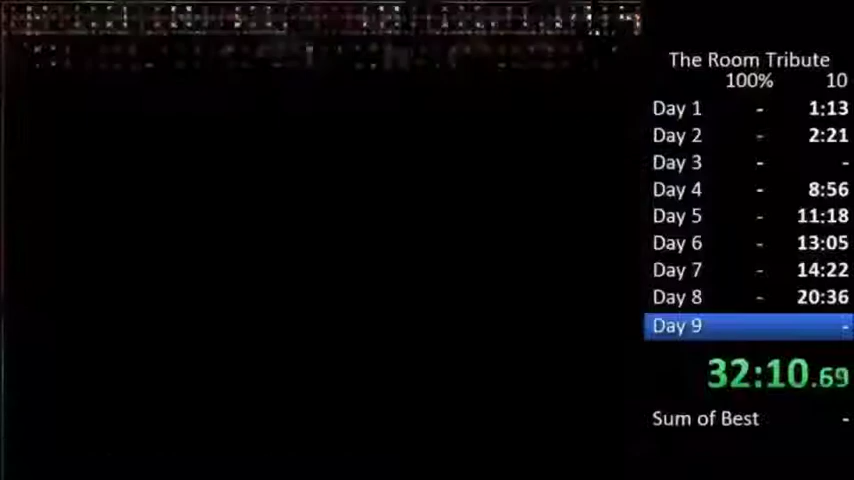 The Room Tribute
100% 10
Day 1 - 1:13
Day 2 - 2:21
Day 3 - -
Day 4 - 8:56
Day 5 - 11:18
Day 6 - 13:05
Day 7 - 14:22
Day 8 - 20:36
Day 9 -
32:10.69
Sum of Best -